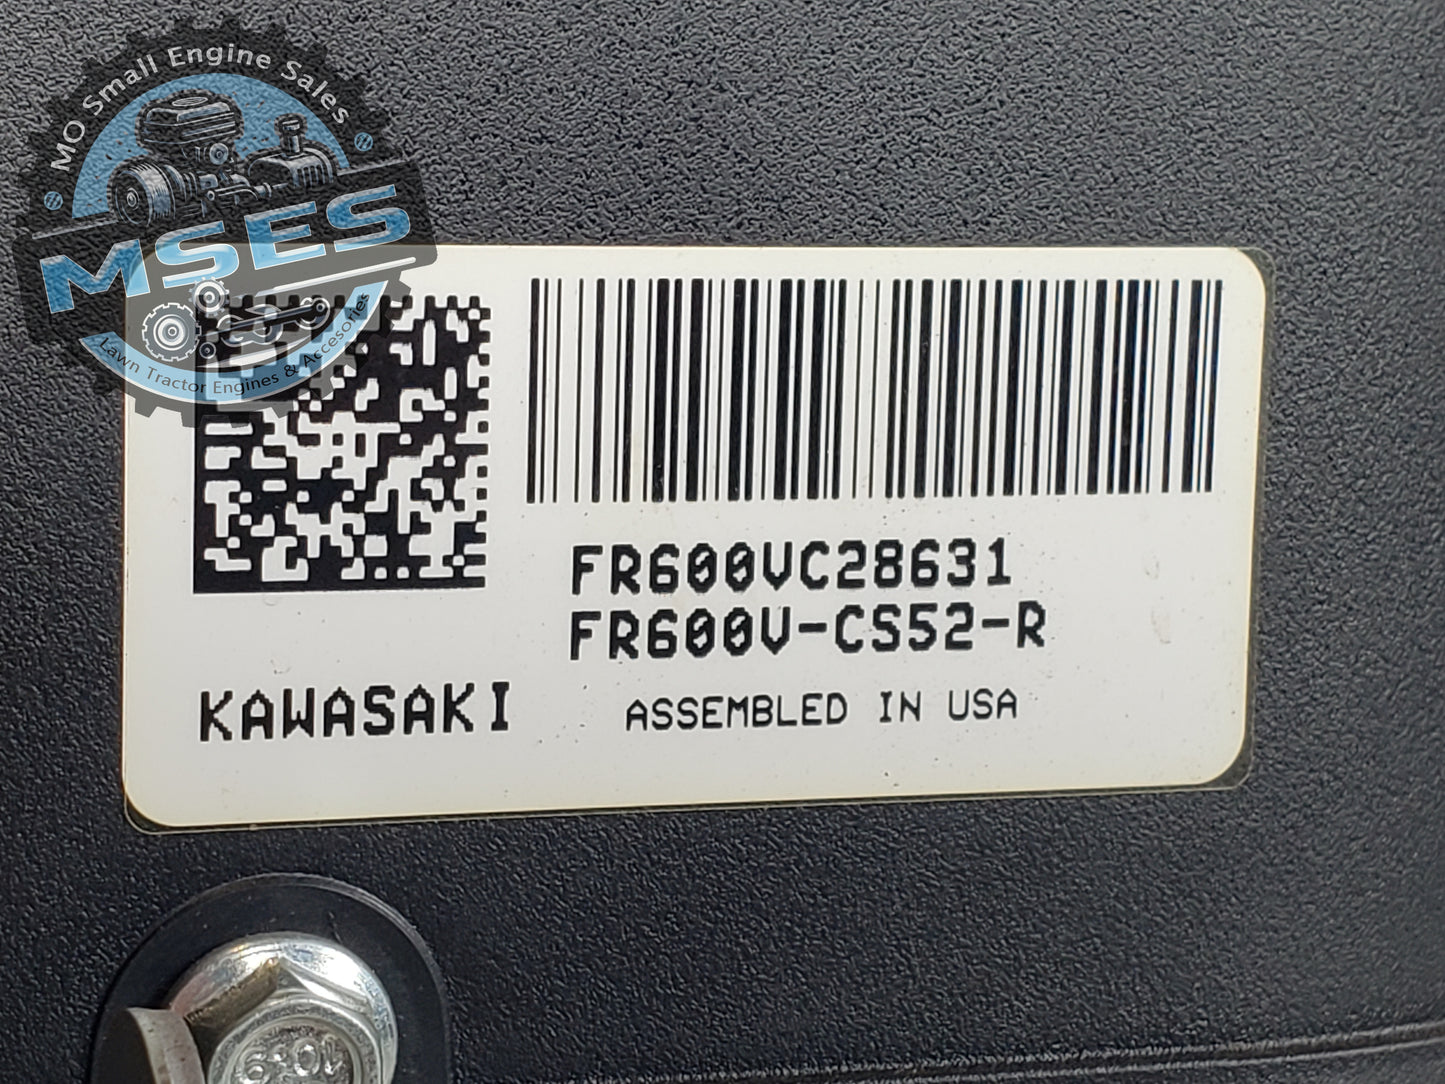 MO Small Engine Sales
MSES
Lawn Tractor Engines & Accesories
FR600VC28631
FR600V-CS52-R
KAWASAKI
ASSEMBLED IN USA